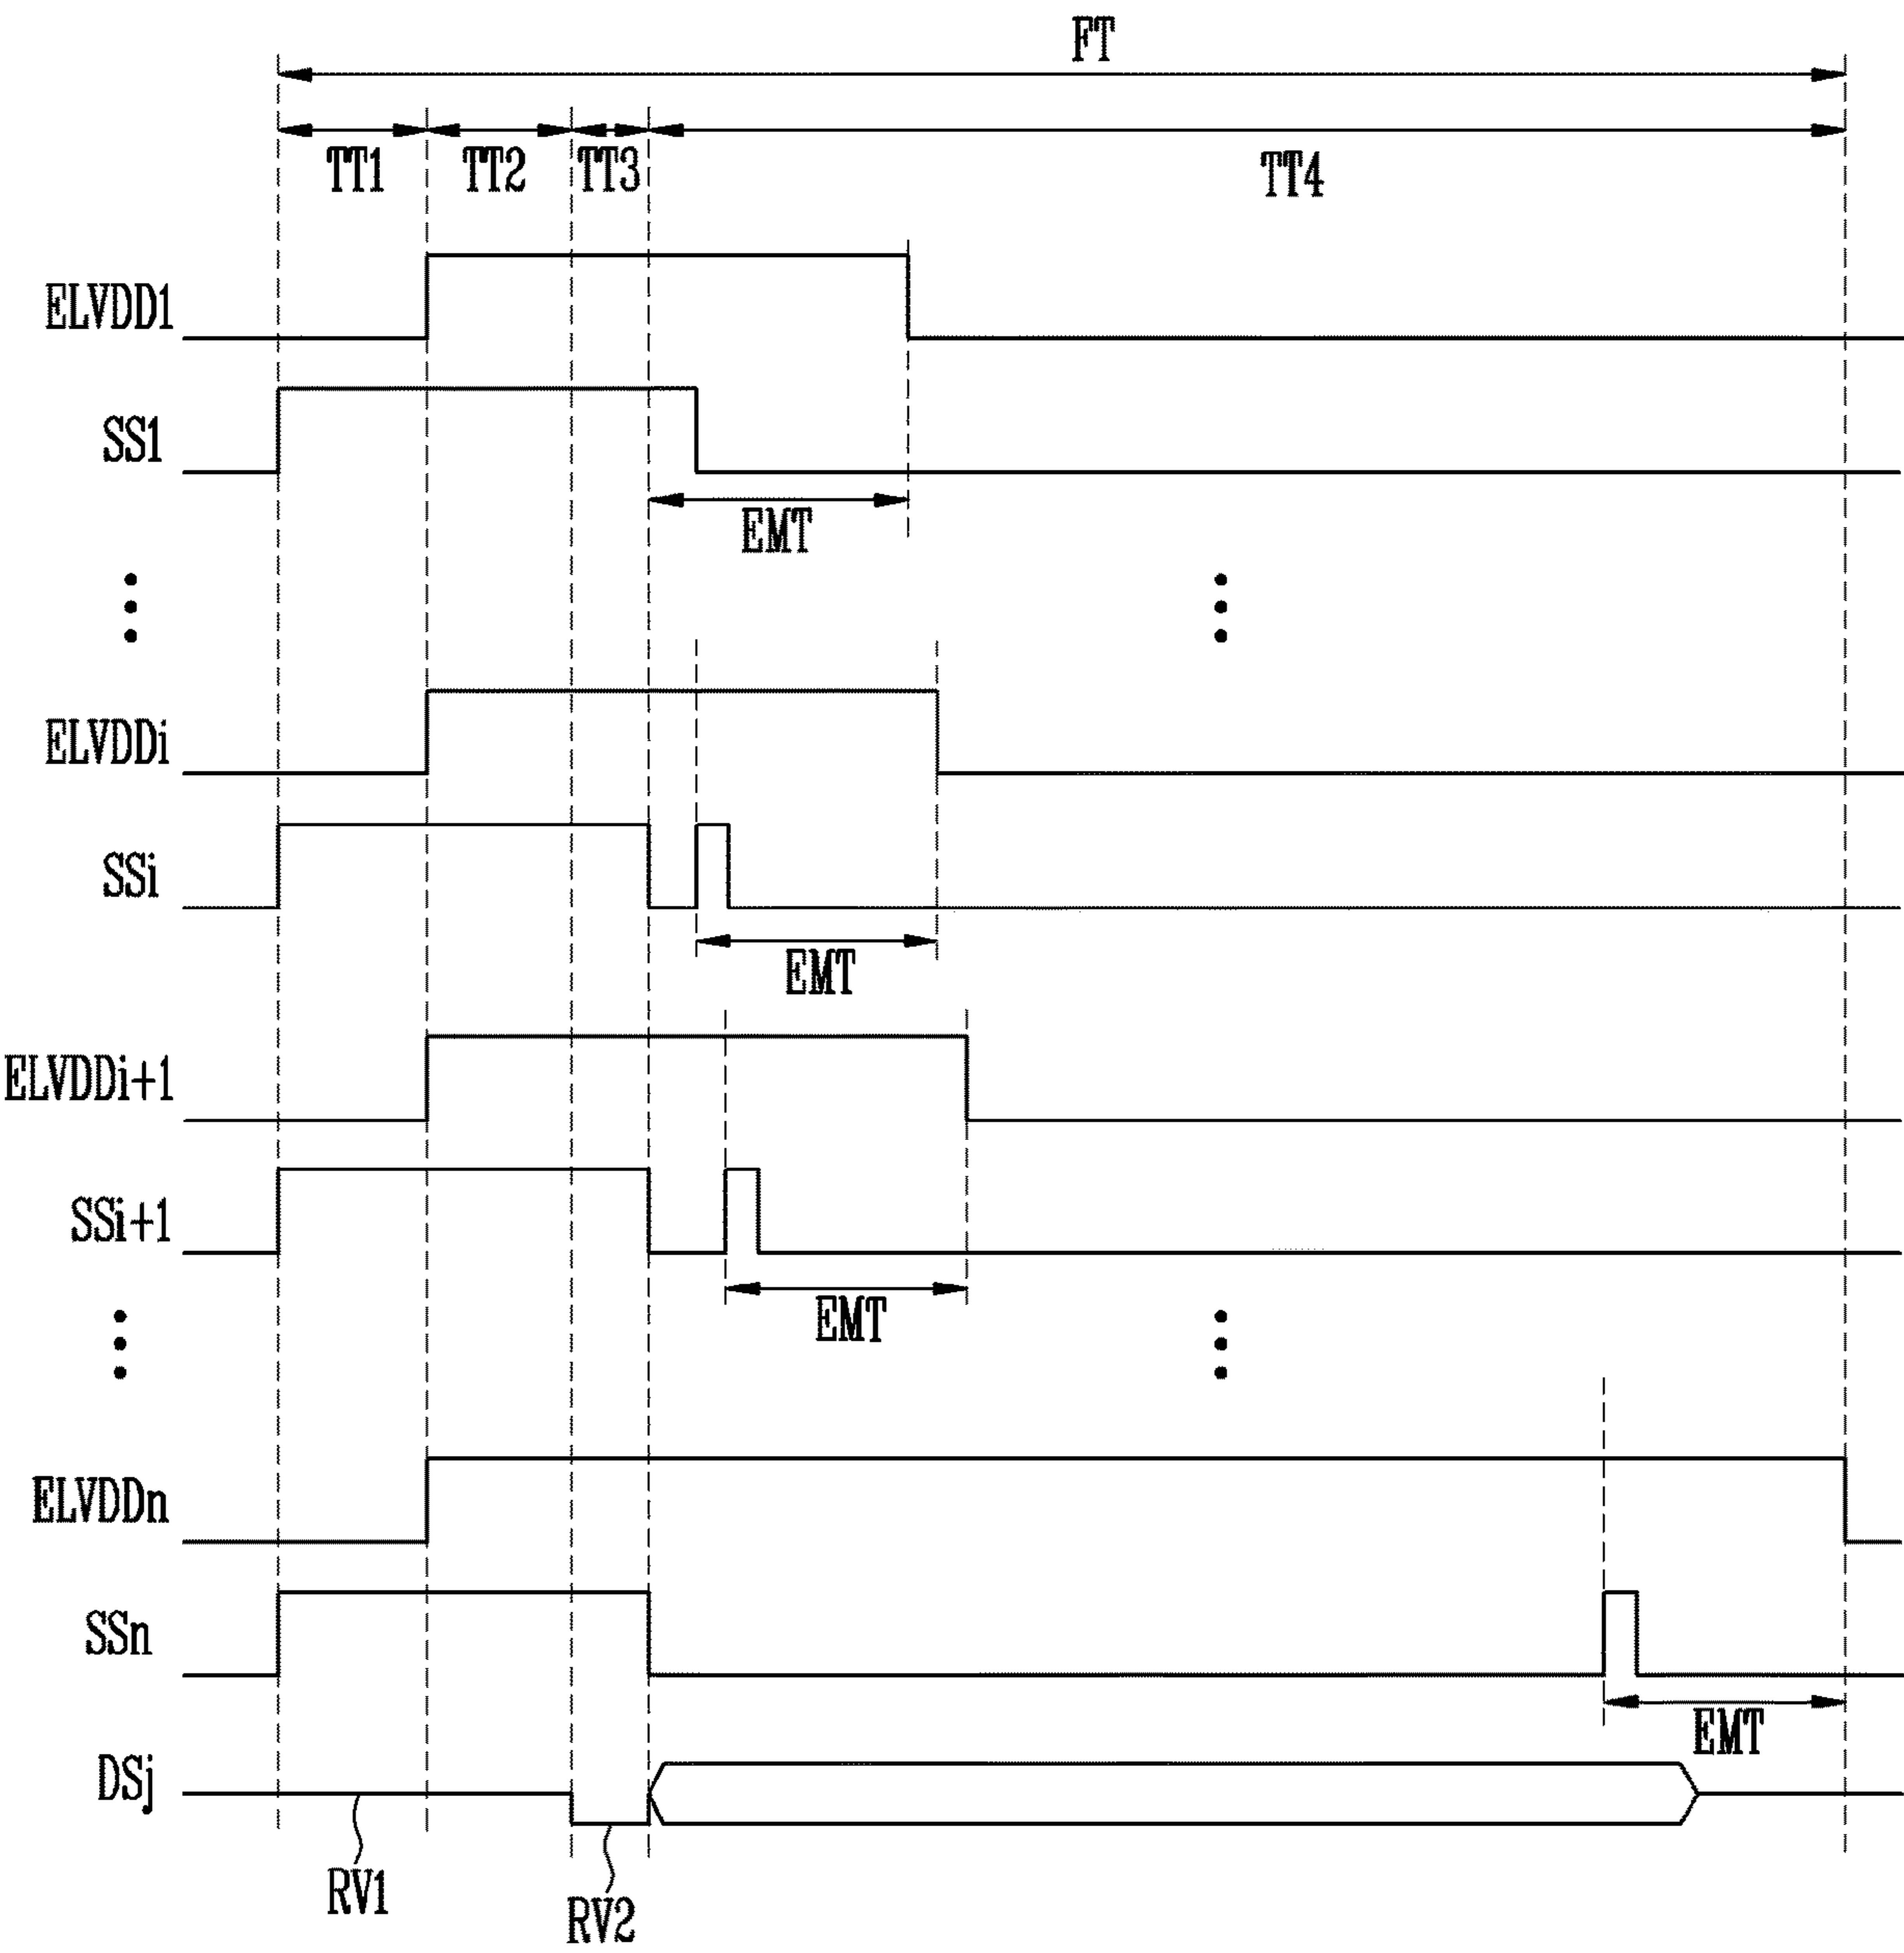 FT
TT1 TT2 TT3 TT4
ELVDD1
SS1
EMT
ELVDDi
SSi
EMT
ELVDDi+1
SSi+1
EMT
ELVDDn
SSn
EMT
DSj
RV1
RV2